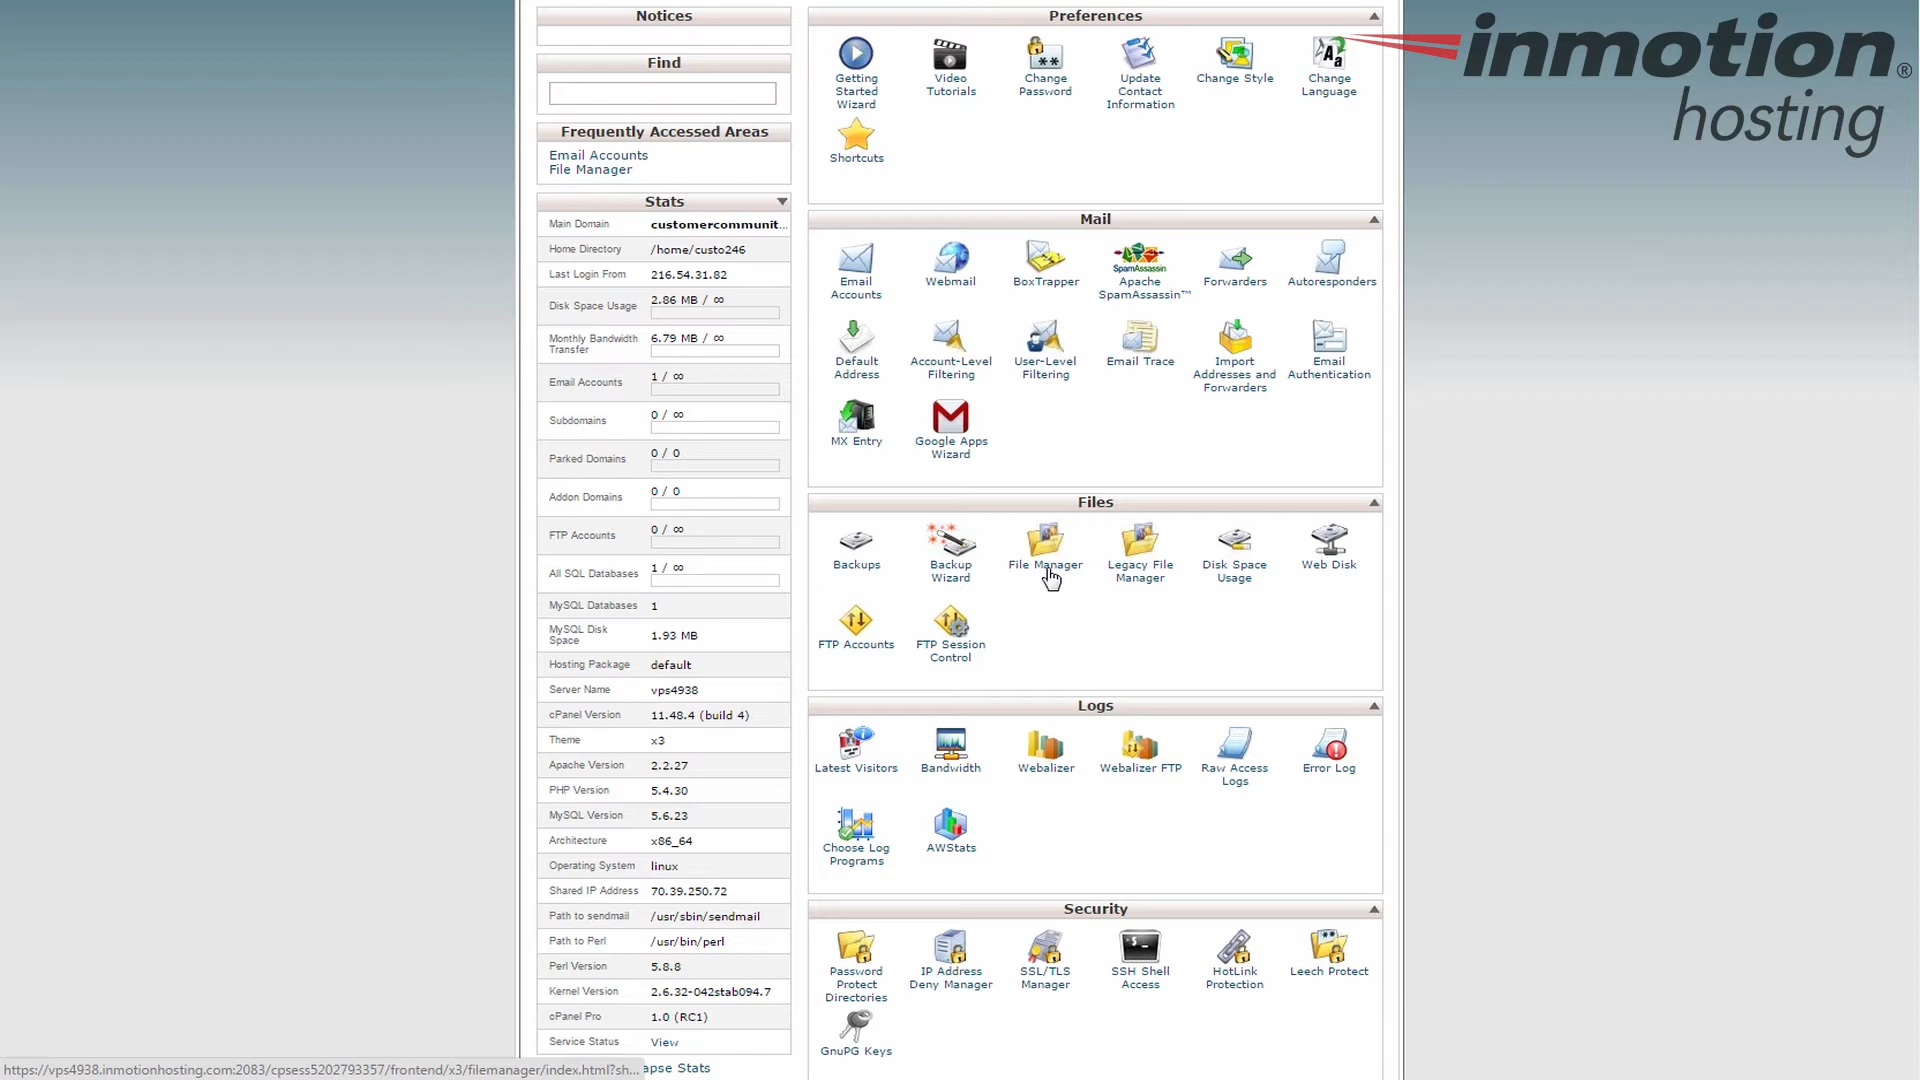 Notices
Find
Frequently Accessed Areas
Email Accounts
File Manager
Stats
Main Domain customercommunit...
Home Directory /home/custo246
Last Login From 216.54.31.82
Disk Space Usage 2.86 MB / ∞
Monthly Bandwidth Transfer 6.79 MB / ∞
Email Accounts 1 / ∞
Subdomains 0 / ∞
Parked Domains 0 / 0
Addon Domains 0 / 0
FTP Accounts 0 / ∞
All SQL Databases 1 / ∞
MySQL Databases 1
MySQL Disk Space 1.93 MB
Hosting Package default
Server Name vps4938
cPanel Version 11.48.4 (build 4)
Theme x3
Apache Version 2.2.27
PHP Version 5.4.30
MySQL Version 5.6.23
Architecture x86_64
Operating System linux
Shared IP Address 70.39.250.72
Path to sendmail /usr/sbin/sendmail
Path to Perl /usr/bin/perl
Perl Version 5.8.8
Kernel Version 2.6.32-042stab094.7
cPanel Pro 1.0 (RC1)
Service Status View
apse Stats
https://vps4938.inmotionhosting.com:2083/cpsess5202793357/frontend/x3/filemanager/index.html?sh...
Preferences
Getting Started Wizard
Video Tutorials
Change Password
Update Contact Information
Change Style
Change Language
Shortcuts
Mail
Email Accounts
Webmail
BoxTrapper
SpamAssassin
Apache SpamAssassin™
Forwarders
Autoresponders
Default Address
Account-Level Filtering
User-Level Filtering
Email Trace
Import Addresses and Forwarders
Email Authentication
MX Entry
Google Apps Wizard
Files
Backups
Backup Wizard
File Manager
Legacy File Manager
Disk Space Usage
Web Disk
FTP Accounts
FTP Session Control
Logs
Latest Visitors
Bandwidth
Webalizer
Webalizer FTP
Raw Access Logs
Error Log
Choose Log Programs
AWStats
Security
Password Protect Directories
IP Address Deny Manager
SSL/TLS Manager
SSH Shell Access
HotLink Protection
Leech Protect
GnuPG Keys
inmotion®
hosting